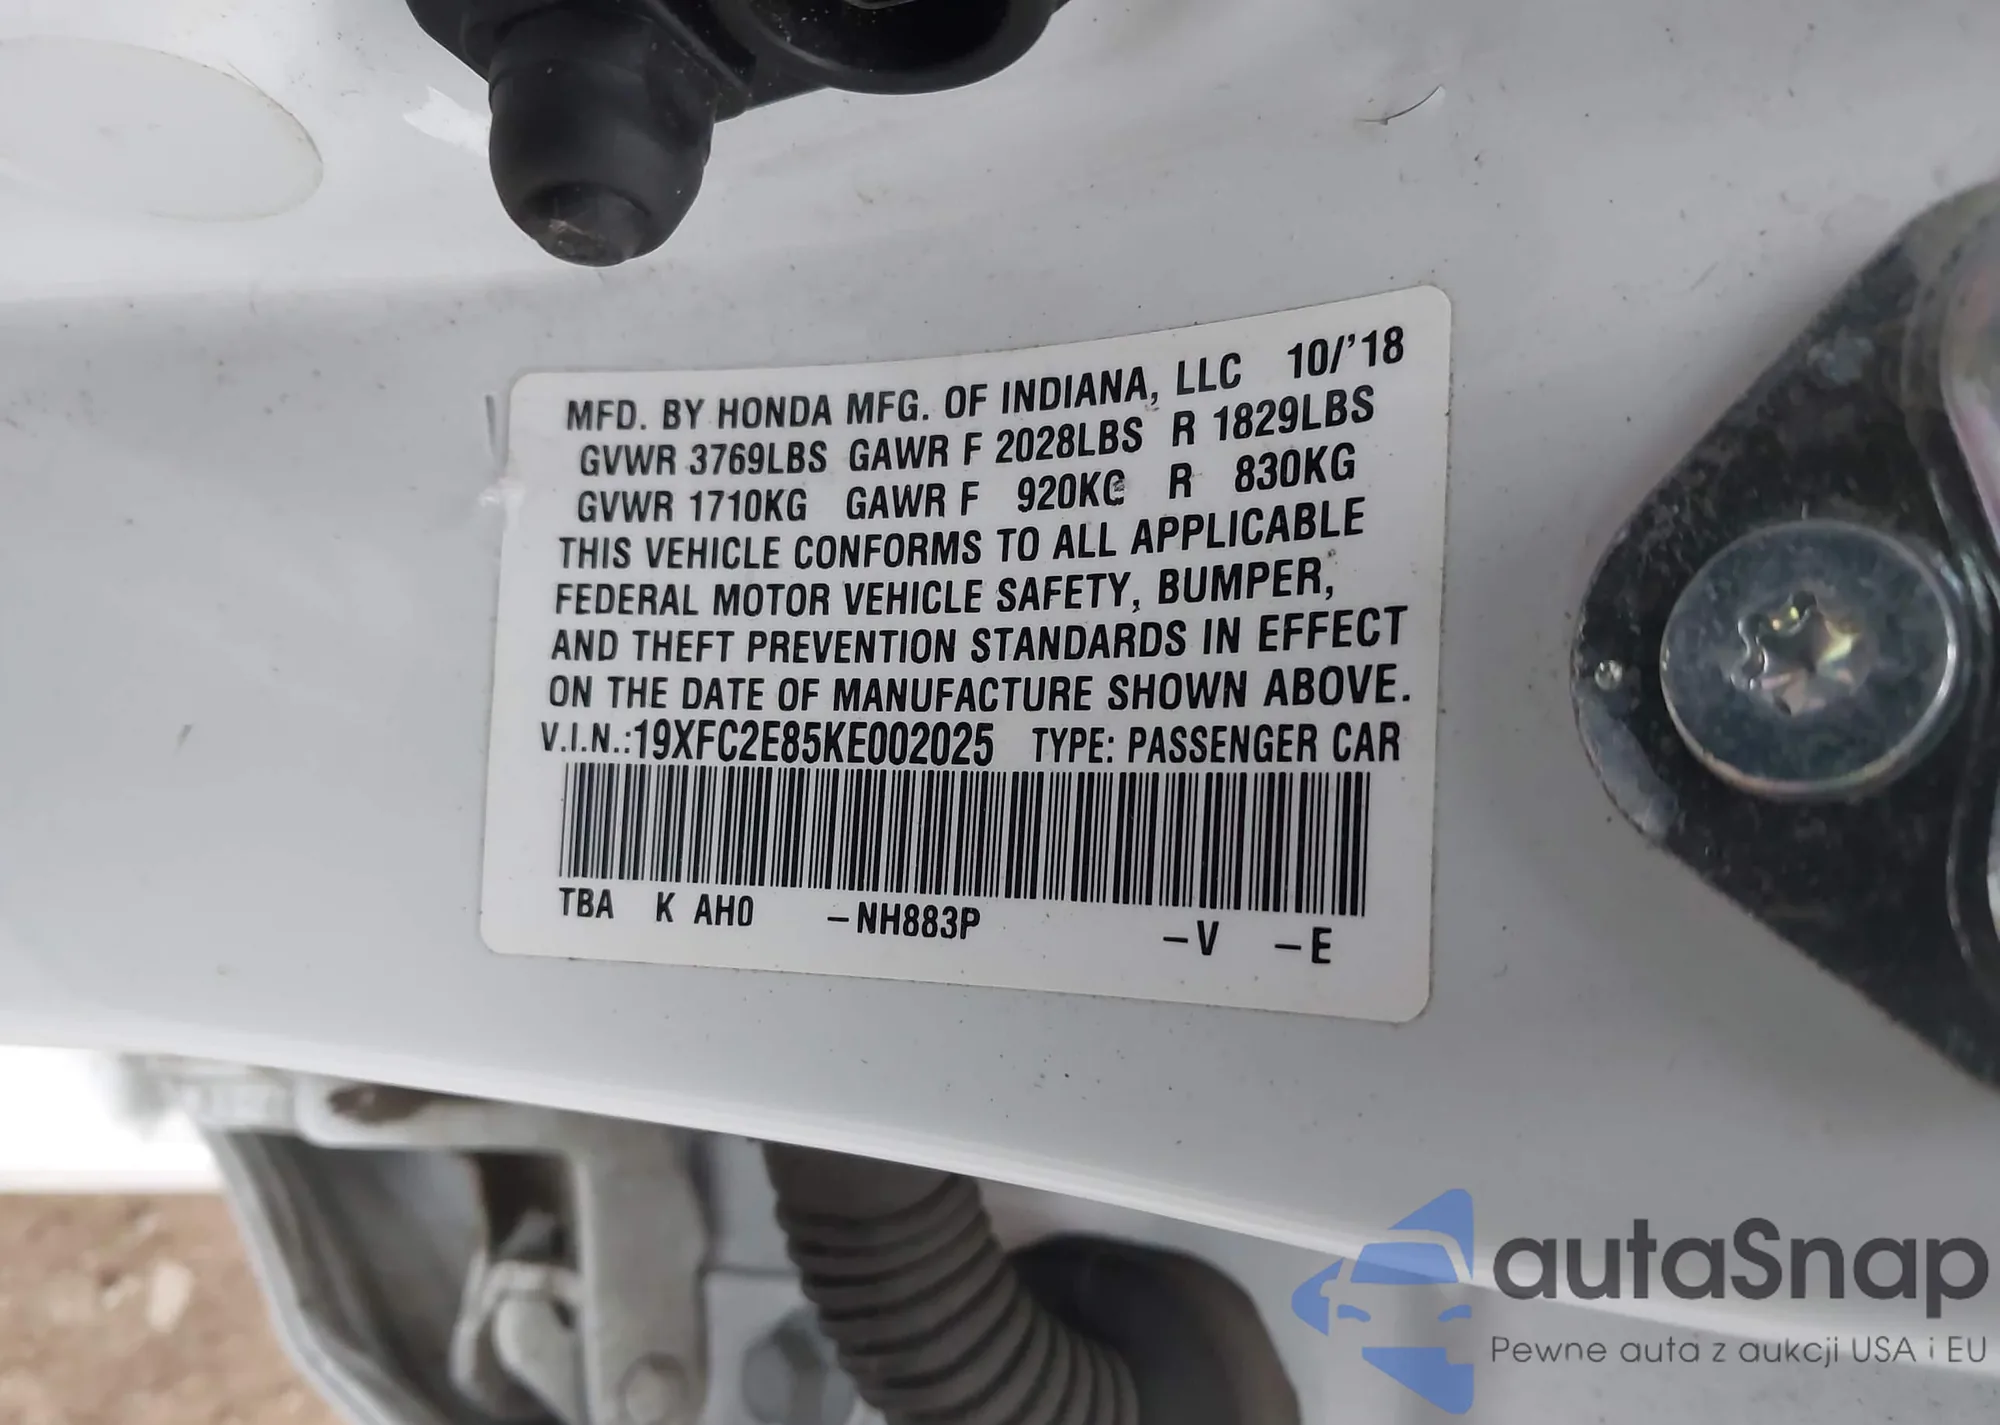 MFD. BY HONDA MFG. OF INDIANA, LLC 10/'18
GVWR 3769LBS GAWR F 2028LBS R 1829LBS
GVWR 1710KG GAWR F 920KG R 830KG
THIS VEHICLE CONFORMS TO ALL APPLICABLE
FEDERAL MOTOR VEHICLE SAFETY, BUMPER,
AND THEFT PREVENTION STANDARDS IN EFFECT
ON THE DATE OF MANUFACTURE SHOWN ABOVE.
V.I.N.:19XFC2E85KE002025 TYPE: PASSENGER CAR
TBA K AH0 -NH883P -V -E
autaSnap
Pewne auta z aukcji USA i EU